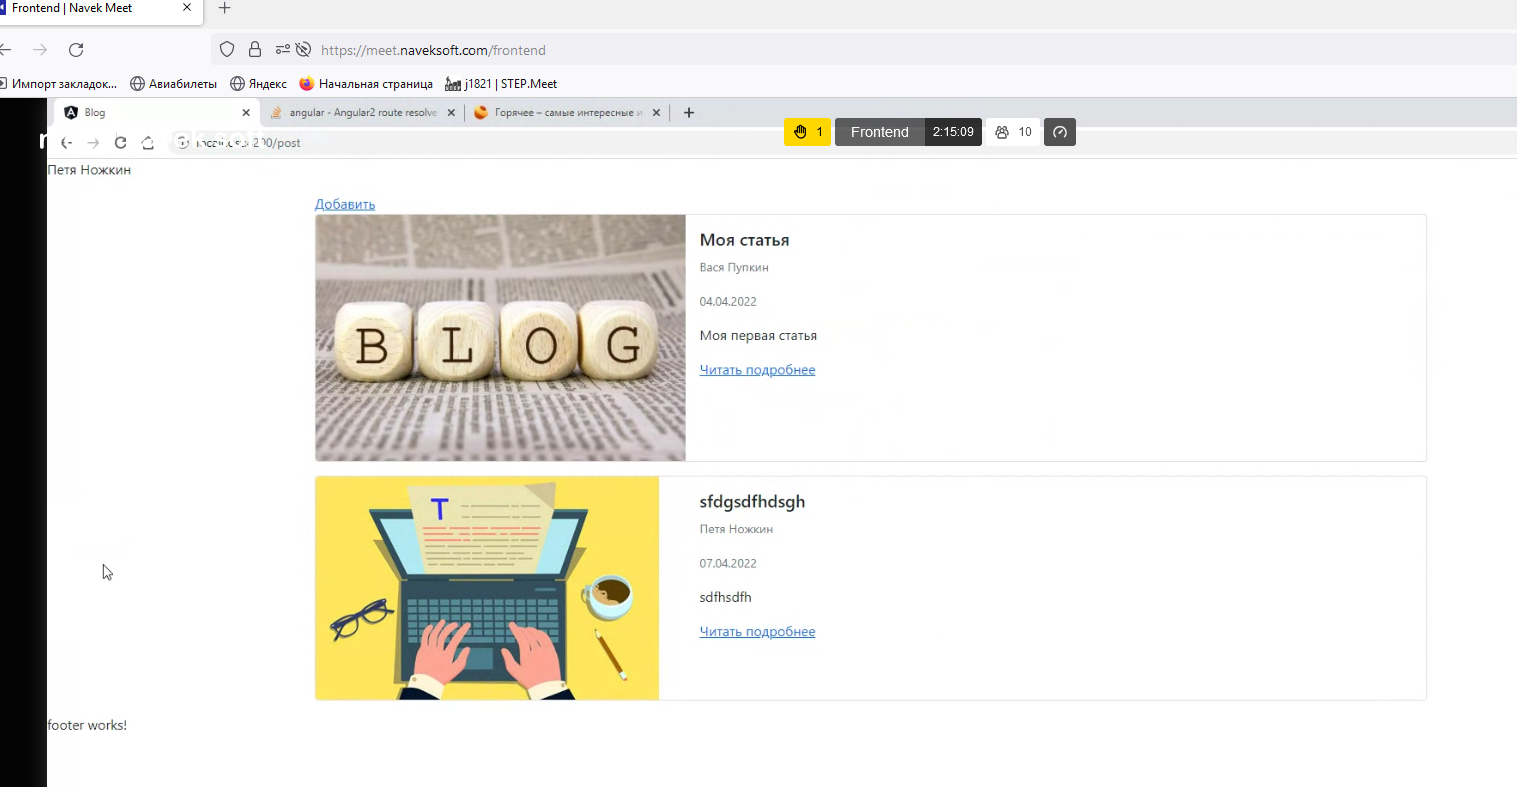 Frontend | Navek Meet
https://meet.naveksoft.com/frontend
Импорт закладок... Авиабилеты Яндекс Начальная страница j1821 | STEP.Meet
Blog angular - Angular2 route resolve Горячее – самые интересные и
1 Frontend 2:15:09 10
200/post
Петя Ножкин
Добавить
BLOG
Моя статья
Вася Пупкин
04.04.2022
Моя первая статья
Читать подробнее
T
sfdgsdfhdsgh
Петя Ножкин
07.04.2022
sdfhsdfh
Читать подробнее
footer works!